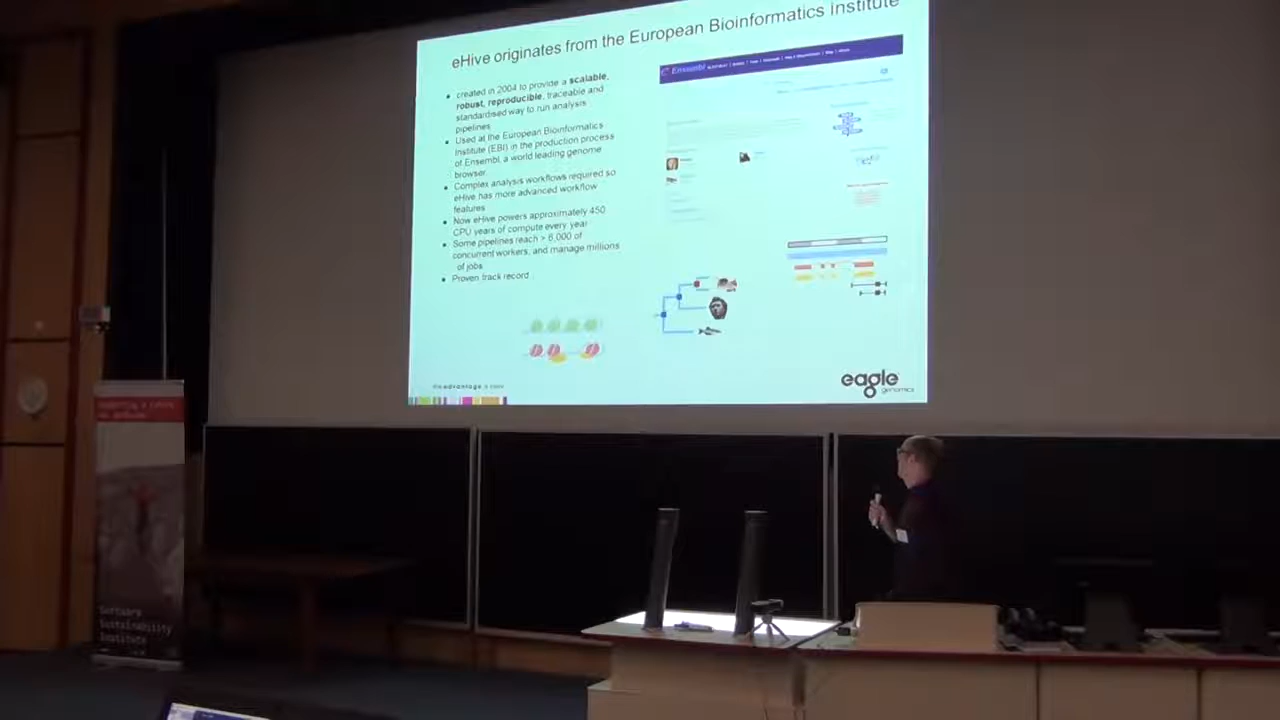 eHive originates from the European Bioinformatics Institute
created in 2004 to provide a scalable,
robust, reproducible, traceable and
standardised way to run analysis
pipelines
Used at the European Bioinformatics
Institute (EBI) in the production process
of Ensembl, a world leading genome
browser
Complex analysis workflows required so
eHive has more advanced workflow
features
Now eHive powers approximately 450
CPU years of compute every year
Some pipelines reach > 6,000 of
concurrent workers, and manage millions
of jobs
Proven track record
Ensembl
eagle
genomics
Software
Sustainability
Institute